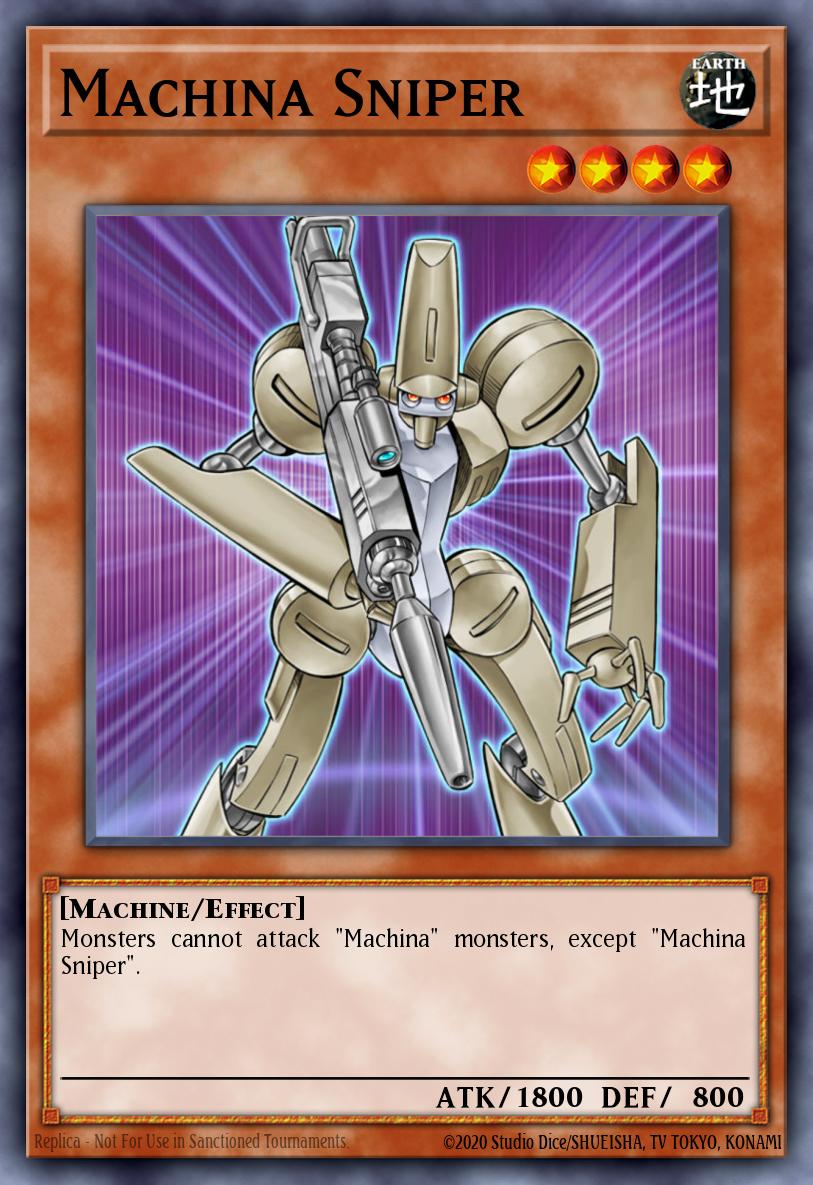 Machina Sniper
EARTH
地
[Machine/Effect]
Monsters cannot attack "Machina" monsters, except "Machina
Sniper".
ATK/1800 DEF/ 800
Replica - Not For Use in Sanctioned Tournaments.
©2020 Studio Dice/SHUEISHA, TV TOKYO, KONAMI